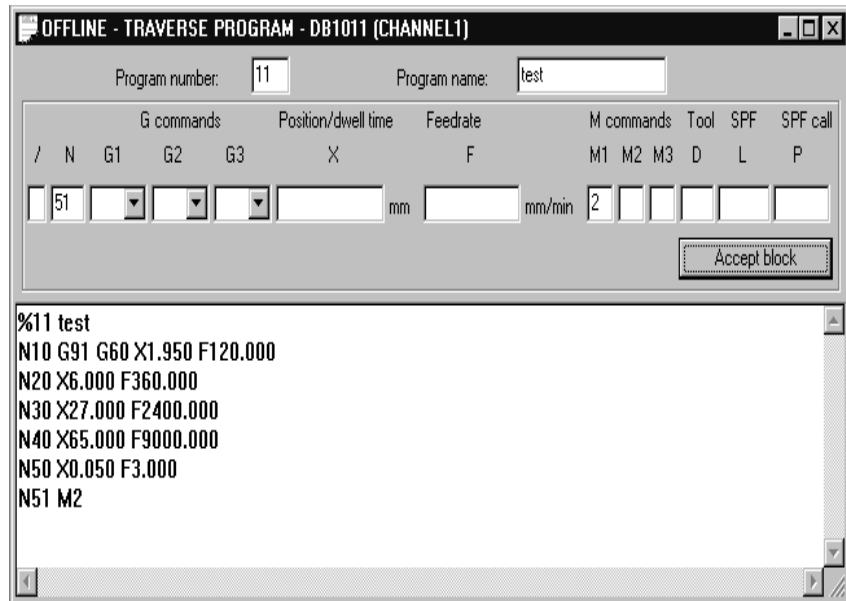 OFFLINE - TRAVERSE PROGRAM - DB1011 (CHANNEL1)
Program number: 11 Program name: test
G commands Position/dwell time Feedrate M commands Tool SPF SPF call
/ N G1 G2 G3 X F M1 M2 M3 D L P
51 mm mm/min 2
Accept block
%11 test
N10 G91 G60 X1.950 F120.000
N20 X6.000 F360.000
N30 X27.000 F2400.000
N40 X65.000 F9000.000
N50 X0.050 F3.000
N51 M2